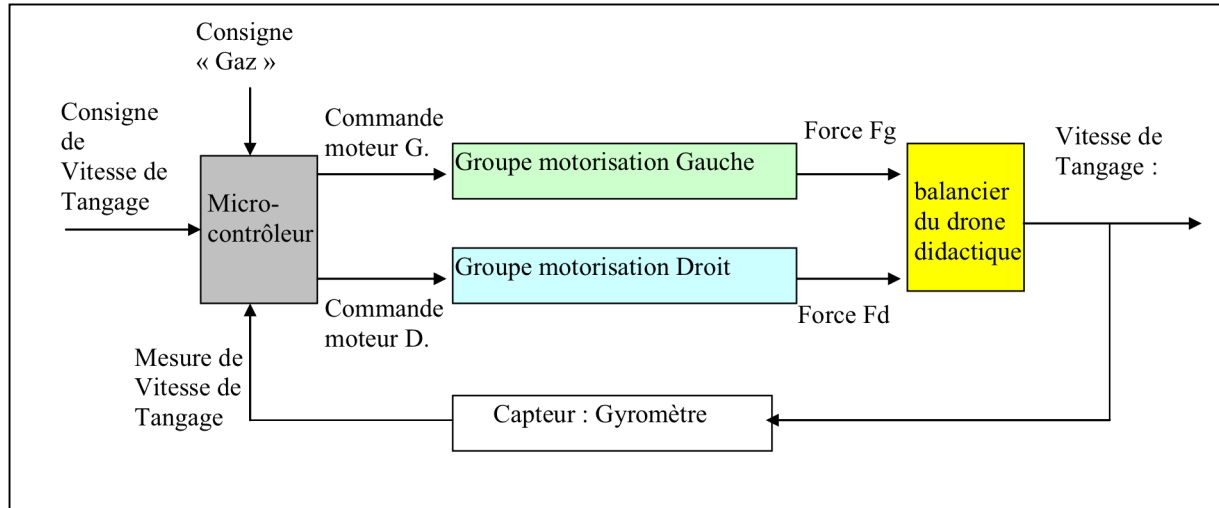 Consigne
« Gaz »
Consigne
de
Vitesse de
Tangage
Commande
moteur G.
Force Fg
Vitesse de
Tangage :
Groupe motorisation Gauche
Micro-
contrôleur
balancier
du drone
didactique
Groupe motorisation Droit
Commande
moteur D.
Force Fd
Mesure de
Vitesse de
Tangage
Capteur : Gyromètre